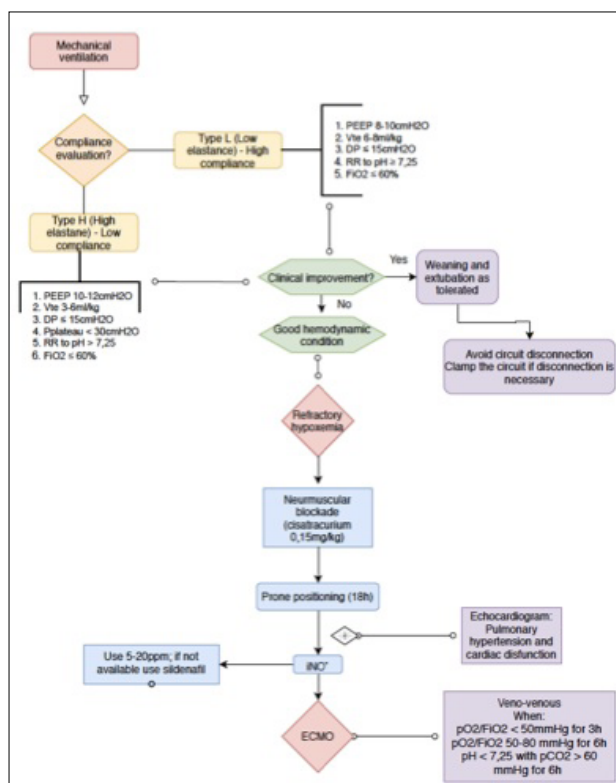 Mechanical
ventilation
Compliance
evaluation?
Type L (Low
elastance) - High
compliance
1. PEEP 8-10cmH2O
2. Vte 6-8ml/kg
3. DP ≤ 15cmH2O
4. RR to pH ≥ 7,25
5. FiO2 ≤ 60%
Type H (High
elastane) - Low
compliance
1. PEEP 10-12cmH2O
2. Vte 3-6ml/kg
3. DP ≤ 15cmH2O
4. Pplateau < 30cmH2O
5. RR to pH > 7,25
6. FiO2 ≤ 60%
Clinical improvement?
Yes
Weaning and
extubation as
tolerated
No
Good hemodynamic
condition
Avoid circuit disconnection
Clamp the circuit if disconnection is
necessary
Refractory
hypoxemia
Neurmuscular
blockade
(cisatracurium
0,15mg/kg)
Prone positioning (18h)
+
Echocardiogram:
Pulmonary
hypertension and
cardiac disfunction
Use 5-20ppm; if not
available use sildenafil
iNO*
ECMO
Veno-venous
When:
pO2/FiO2 < 50mmHg for 3h
pO2/FiO2 50-80 mmHg for 6h
pH < 7,25 with pCO2 > 60
mmHg for 6h